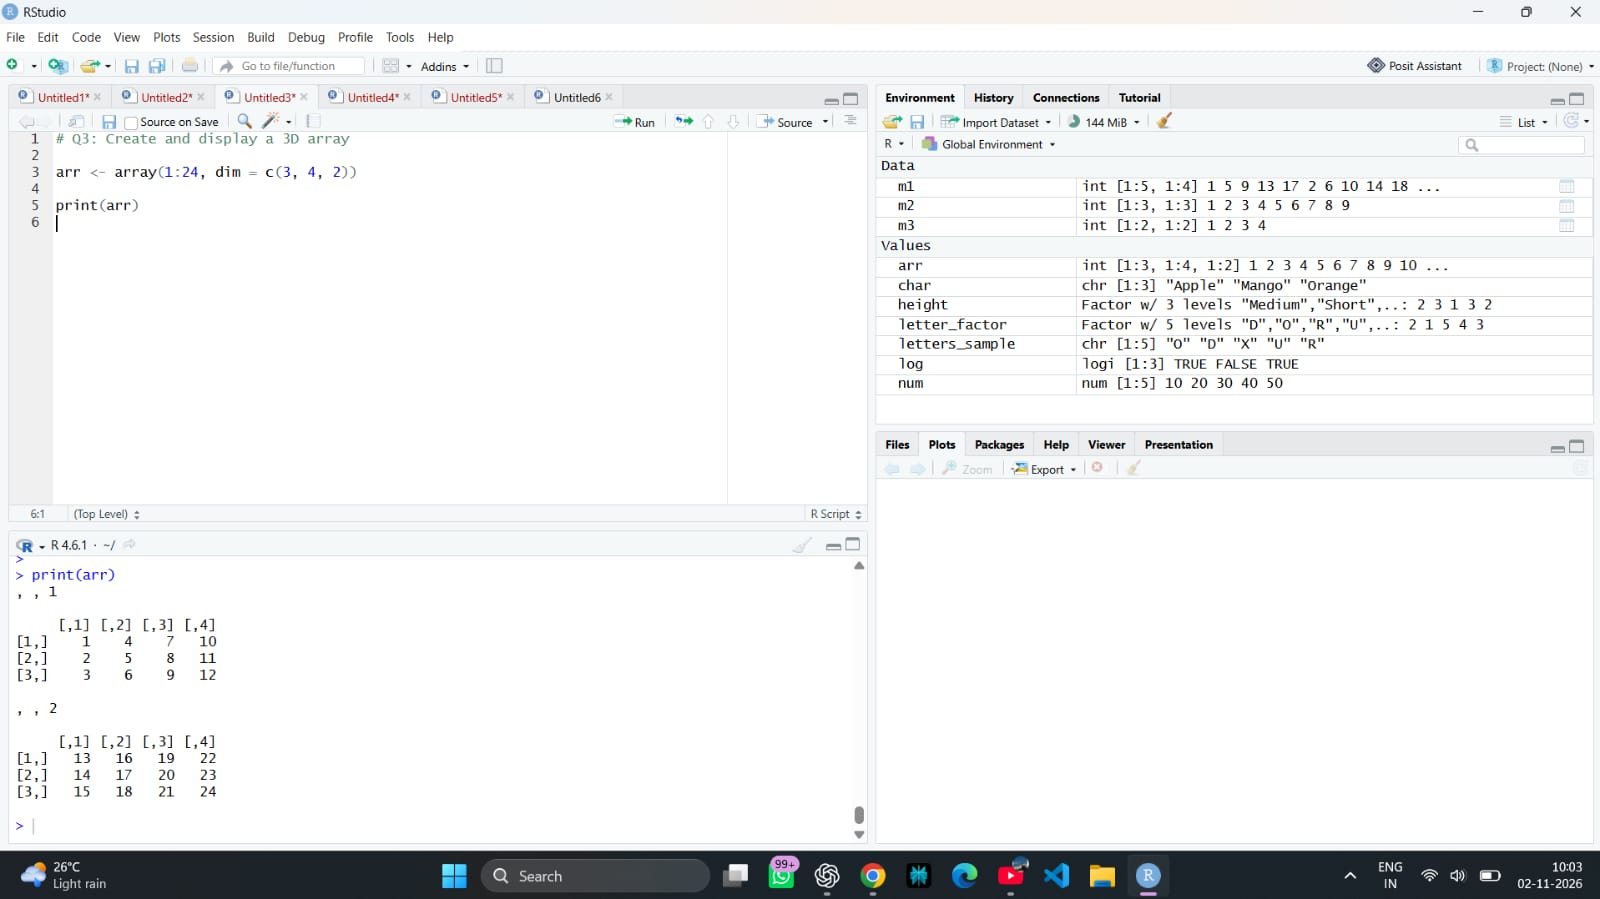 RStudio
File Edit Code View Plots Session Build Debug Profile Tools Help
Go to file/function Addins Posit Assistant Project: (None)
Untitled1* Untitled2* Untitled3* Untitled4* Untitled5* Untitled6
Source on Save Run Source
1 # Q3: Create and display a 3D array
2
3 arr <- array(1:24, dim = c(3, 4, 2))
4
5 print(arr)
6
6:1 (Top Level) R Script
R 4.6.1 · ~/
>
> print(arr)
, , 1
[,1] [,2] [,3] [,4]
[1,] 1 4 7 10
[2,] 2 5 8 11
[3,] 3 6 9 12
, , 2
[,1] [,2] [,3] [,4]
[1,] 13 16 19 22
[2,] 14 17 20 23
[3,] 15 18 21 24
>
Environment History Connections Tutorial
Import Dataset 144 MiB List
R Global Environment
Data
m1 int [1:5, 1:4] 1 5 9 13 17 2 6 10 14 18 ...
m2 int [1:3, 1:3] 1 2 3 4 5 6 7 8 9
m3 int [1:2, 1:2] 1 2 3 4
Values
arr int [1:3, 1:4, 1:2] 1 2 3 4 5 6 7 8 9 10 ...
char chr [1:3] "Apple" "Mango" "Orange"
height Factor w/ 3 levels "Medium","Short",..: 2 3 1 3 2
letter_factor Factor w/ 5 levels "D","O","R","U",..: 2 1 5 4 3
letters_sample chr [1:5] "O" "D" "X" "U" "R"
log logi [1:3] TRUE FALSE TRUE
num num [1:5] 10 20 30 40 50
Files Plots Packages Help Viewer Presentation
Zoom Export
26°C
Light rain
Search
99+
ENG
IN
10:03
02-11-2026